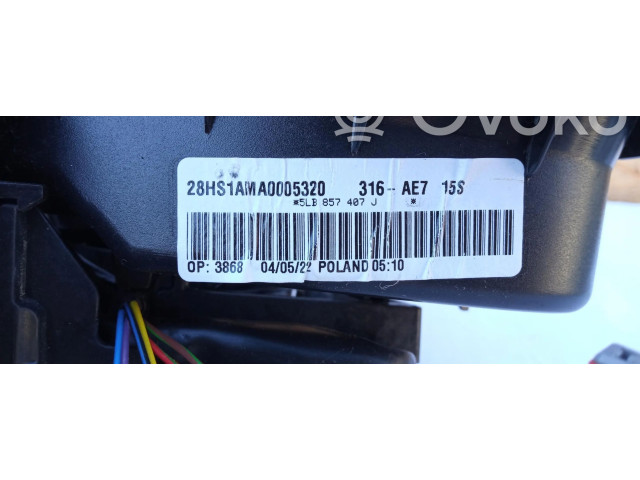 Ovoko
28HS1AMA0005320 316-AE7 15S
*5LB 857 407 J *
OP: 3868 04/05/22 POLAND 05:10